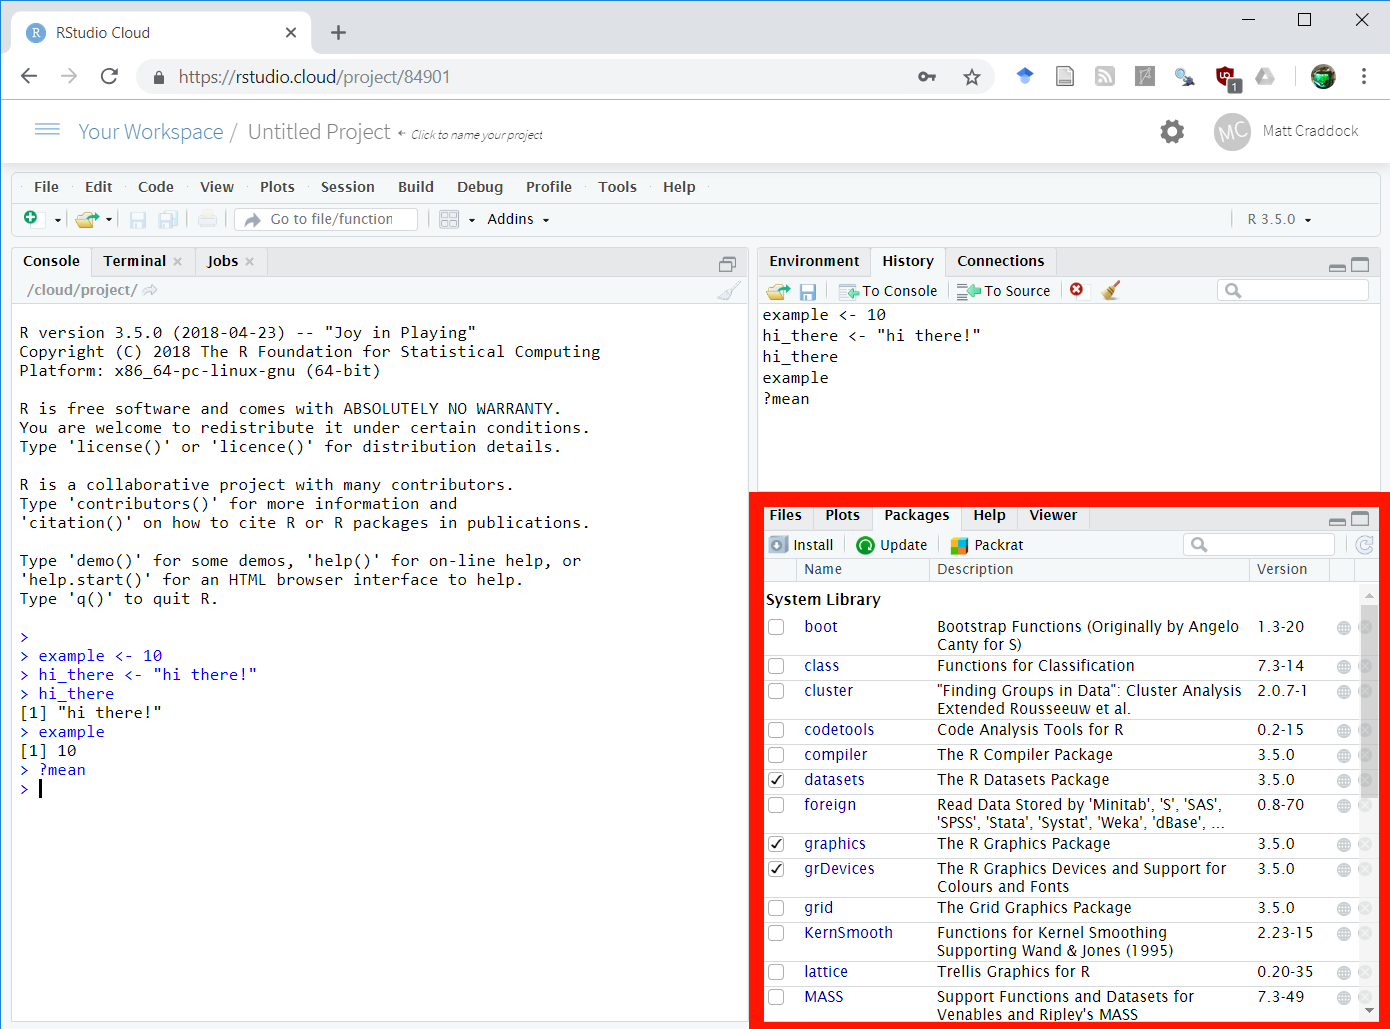 RStudio Cloud
https://rstudio.cloud/project/84901
1
Your Workspace / Untitled Project ← Click to name your project
MC Matt Craddock
File Edit Code View Plots Session Build Debug Profile Tools Help
Go to file/function Addins R 3.5.0
Console Terminal Jobs
/cloud/project/
R version 3.5.0 (2018-04-23) -- "Joy in Playing"
Copyright (C) 2018 The R Foundation for Statistical Computing
Platform: x86_64-pc-linux-gnu (64-bit)
R is free software and comes with ABSOLUTELY NO WARRANTY.
You are welcome to redistribute it under certain conditions.
Type 'license()' or 'licence()' for distribution details.
R is a collaborative project with many contributors.
Type 'contributors()' for more information and
'citation()' on how to cite R or R packages in publications.
Type 'demo()' for some demos, 'help()' for on-line help, or
'help.start()' for an HTML browser interface to help.
Type 'q()' to quit R.
>
> example <- 10
> hi_there <- "hi there!"
> hi_there
[1] "hi there!"
> example
[1] 10
> ?mean
>
Environment History Connections
To Console To Source
example <- 10
hi_there <- "hi there!"
hi_there
example
?mean
Files Plots Packages Help Viewer
Install Update Packrat
Name Description Version
System Library
boot Bootstrap Functions (Originally by Angelo 1.3-20
Canty for S)
class Functions for Classification 7.3-14
cluster "Finding Groups in Data": Cluster Analysis 2.0.7-1
Extended Rousseeuw et al.
codetools Code Analysis Tools for R 0.2-15
compiler The R Compiler Package 3.5.0
datasets The R Datasets Package 3.5.0
foreign Read Data Stored by 'Minitab', 'S', 'SAS', 0.8-70
'SPSS', 'Stata', 'Systat', 'Weka', 'dBase', ...
graphics The R Graphics Package 3.5.0
grDevices The R Graphics Devices and Support for 3.5.0
Colours and Fonts
grid The Grid Graphics Package 3.5.0
KernSmooth Functions for Kernel Smoothing 2.23-15
Supporting Wand & Jones (1995)
lattice Trellis Graphics for R 0.20-35
MASS Support Functions and Datasets for 7.3-49
Venables and Ripley's MASS